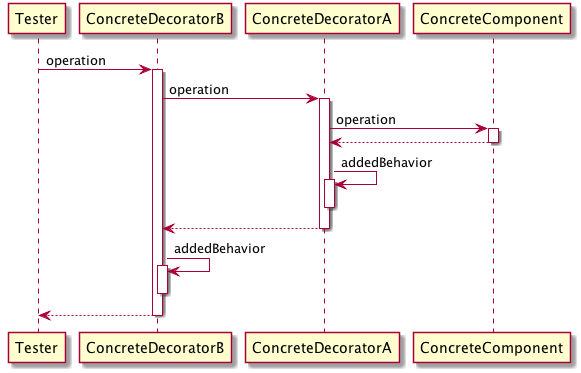 Tester ConcreteDecoratorB ConcreteDecoratorA ConcreteComponent
operation
operation
operation
addedBehavior
addedBehavior
Tester ConcreteDecoratorB ConcreteDecoratorA ConcreteComponent